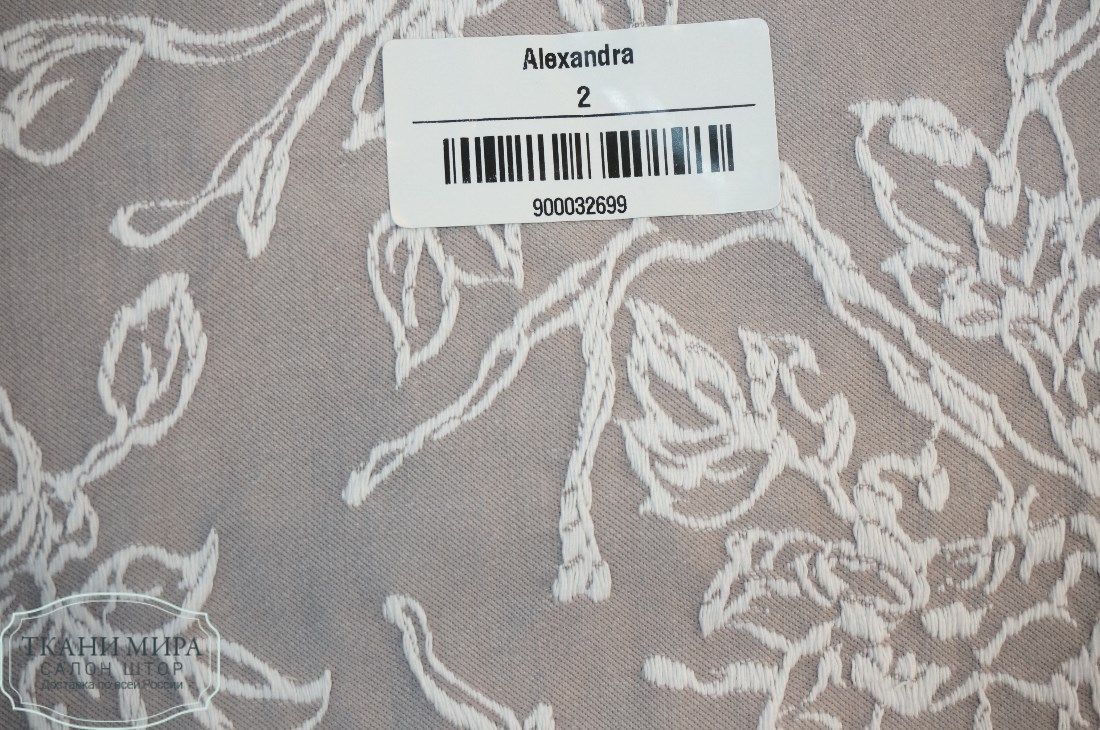 Alexandra
2
900032699
ТКАНИ МИРА
САЛОН ШТОР
Доставка по всей России